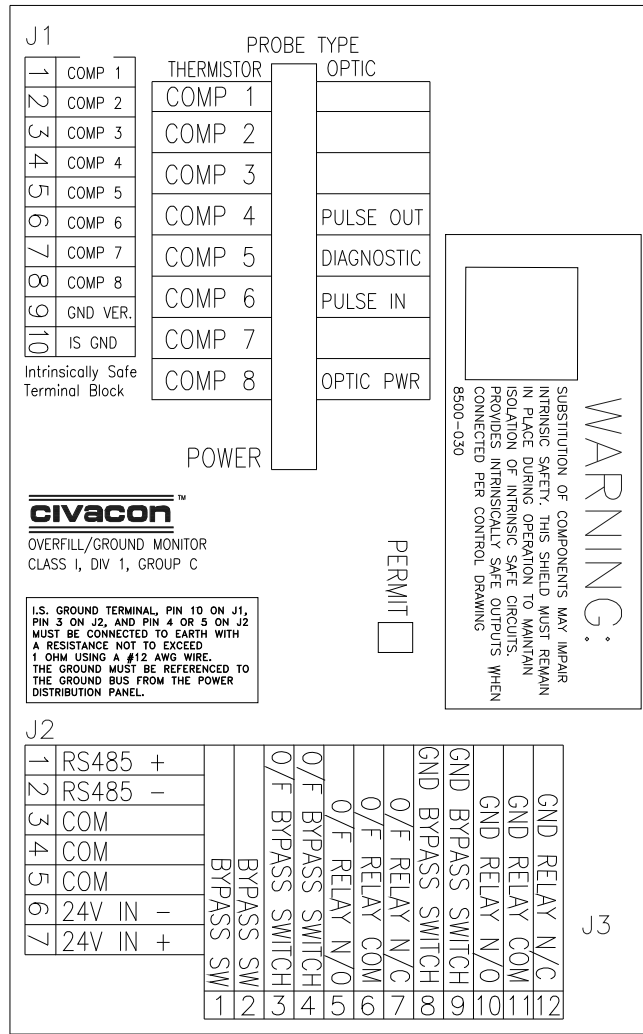 J1
1 COMP 1
2 COMP 2
3 COMP 3
4 COMP 4
5 COMP 5
6 COMP 6
7 COMP 7
8 COMP 8
9 GND VER.
10 IS GND
Intrinsically Safe
Terminal Block
PROBE TYPE
THERMISTOR OPTIC
COMP 1
COMP 2
COMP 3
COMP 4 PULSE OUT
COMP 5 DIAGNOSTIC
COMP 6 PULSE IN
COMP 7
COMP 8 OPTIC PWR
POWER
WARNING:
SUBSTITUTION OF COMPONENTS MAY IMPAIR
INTRINSIC SAFETY. THIS SHIELD MUST REMAIN
IN PLACE DURING OPERATION TO MAINTAIN
ISOLATION OF INTRINSIC SAFE CIRCUITS.
PROVIDES INTRINSICALLY SAFE OUTPUTS WHEN
CONNECTED PER CONTROL DRAWING
8500-030
civacon™
OVERFILL/GROUND MONITOR
CLASS I, DIV 1, GROUP C
PERMIT
I.S. GROUND TERMINAL, PIN 10 ON J1,
PIN 3 ON J2, AND PIN 4 OR 5 ON J2
MUST BE CONNECTED TO EARTH WITH
A RESISTANCE NOT TO EXCEED
1 OHM USING A #12 AWG WIRE.
THE GROUND MUST BE REFERENCED TO
THE GROUND BUS FROM THE POWER
DISTRIBUTION PANEL.
J2
1 RS485 +
2 RS485 -
3 COM
4 COM
5 COM
6 24V IN -
7 24V IN +
BYPASS SW 1
BYPASS SW 2
O/F BYPASS SWITCH 3
O/F BYPASS SWITCH 4
O/F RELAY N/O 5
O/F RELAY COM 6
O/F RELAY N/C 7
GND BYPASS SWITCH 8
GND BYPASS SWITCH 9
GND RELAY N/O 10
GND RELAY COM 11
GND RELAY N/C 12
J3